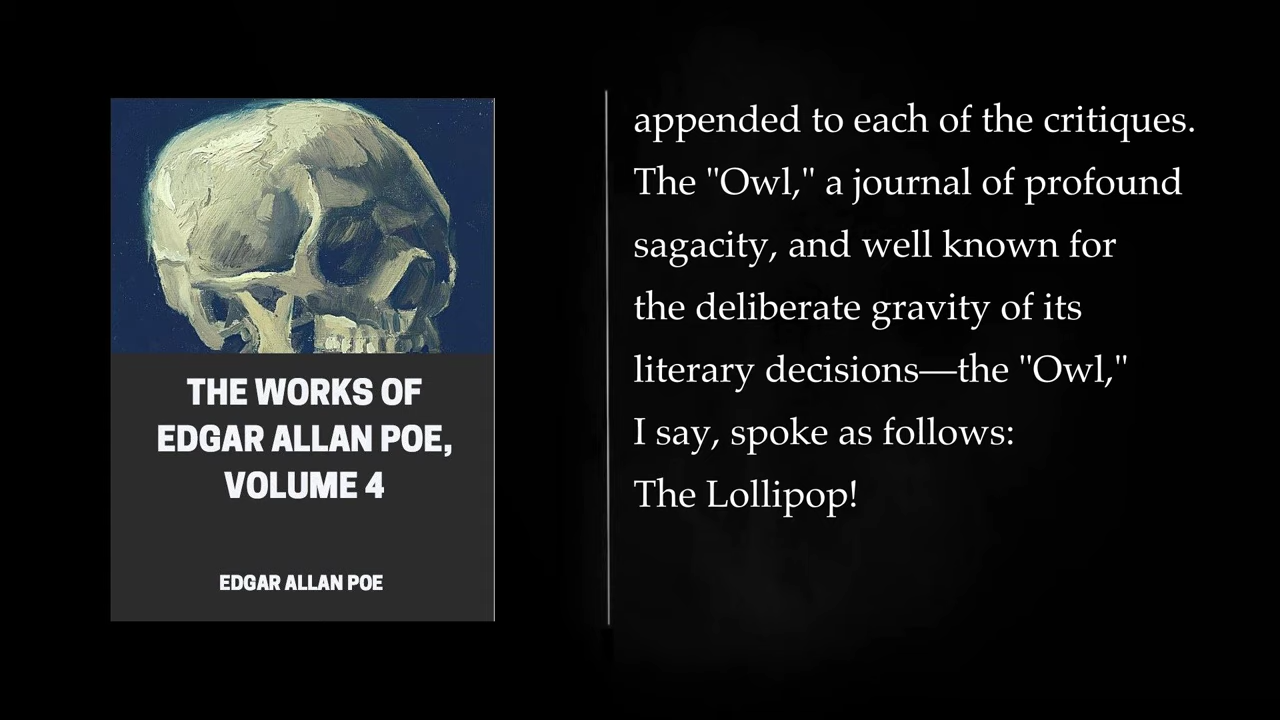 THE WORKS OF
EDGAR ALLAN POE,
VOLUME 4
EDGAR ALLAN POE
appended to each of the critiques.
The "Owl," a journal of profound
sagacity, and well known for
the deliberate gravity of its
literary decisions—the "Owl,"
I say, spoke as follows:
The Lollipop!